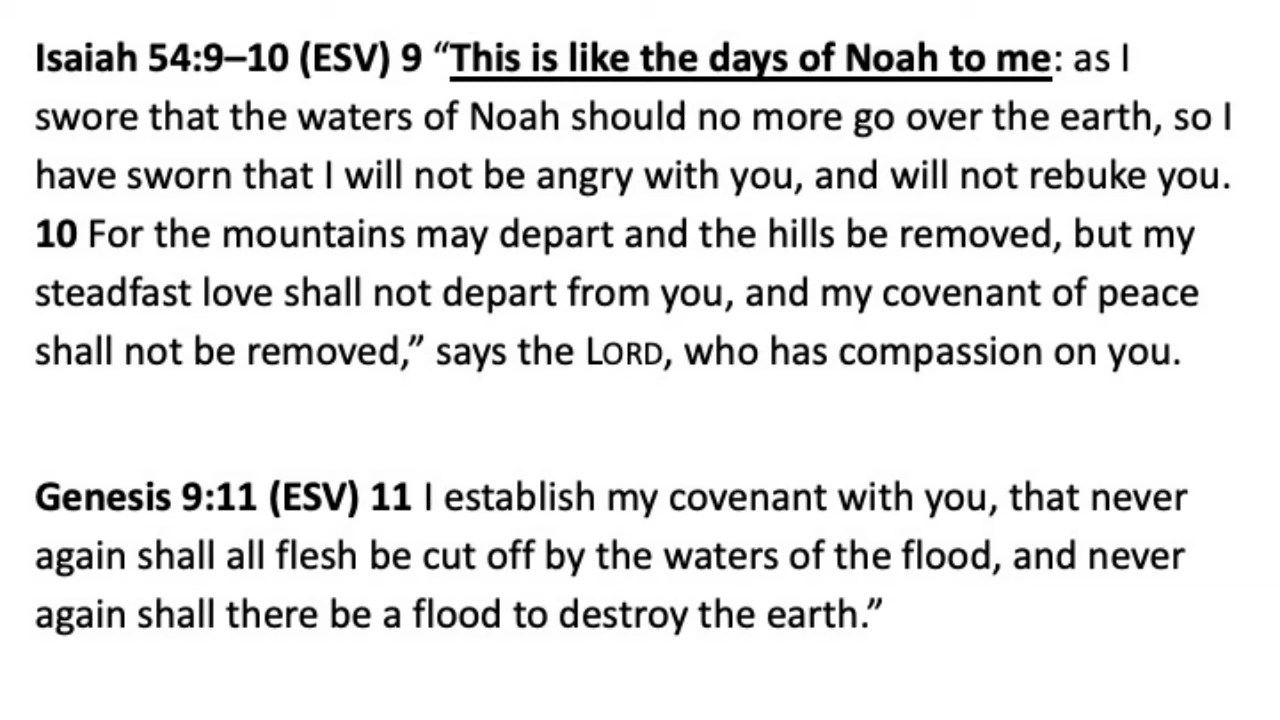 Isaiah 54:9–10 (ESV) 9 “This is like the days of Noah to me: as I
swore that the waters of Noah should no more go over the earth, so I
have sworn that I will not be angry with you, and will not rebuke you.
10 For the mountains may depart and the hills be removed, but my
steadfast love shall not depart from you, and my covenant of peace
shall not be removed,” says the LORD, who has compassion on you.
Genesis 9:11 (ESV) 11 I establish my covenant with you, that never
again shall all flesh be cut off by the waters of the flood, and never
again shall there be a flood to destroy the earth.”